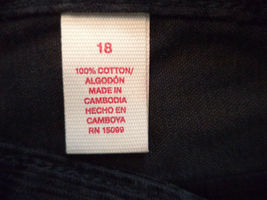 18
100% COTTON/
ALGODÓN
MADE IN
CAMBODIA
HECHO EN
CAMBOYA
RN 15099